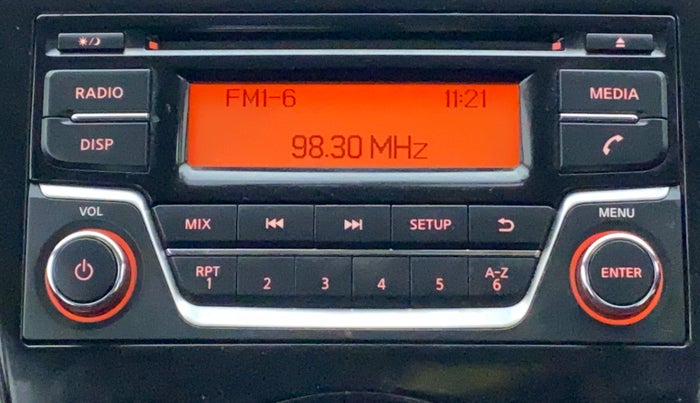 RADIO
DISP
FM1-6 11:21
98.30 MHz
MEDIA
VOL
MENU
MIX
SETUP
RPT
1
2
3
4
5
A-Z
6
ENTER